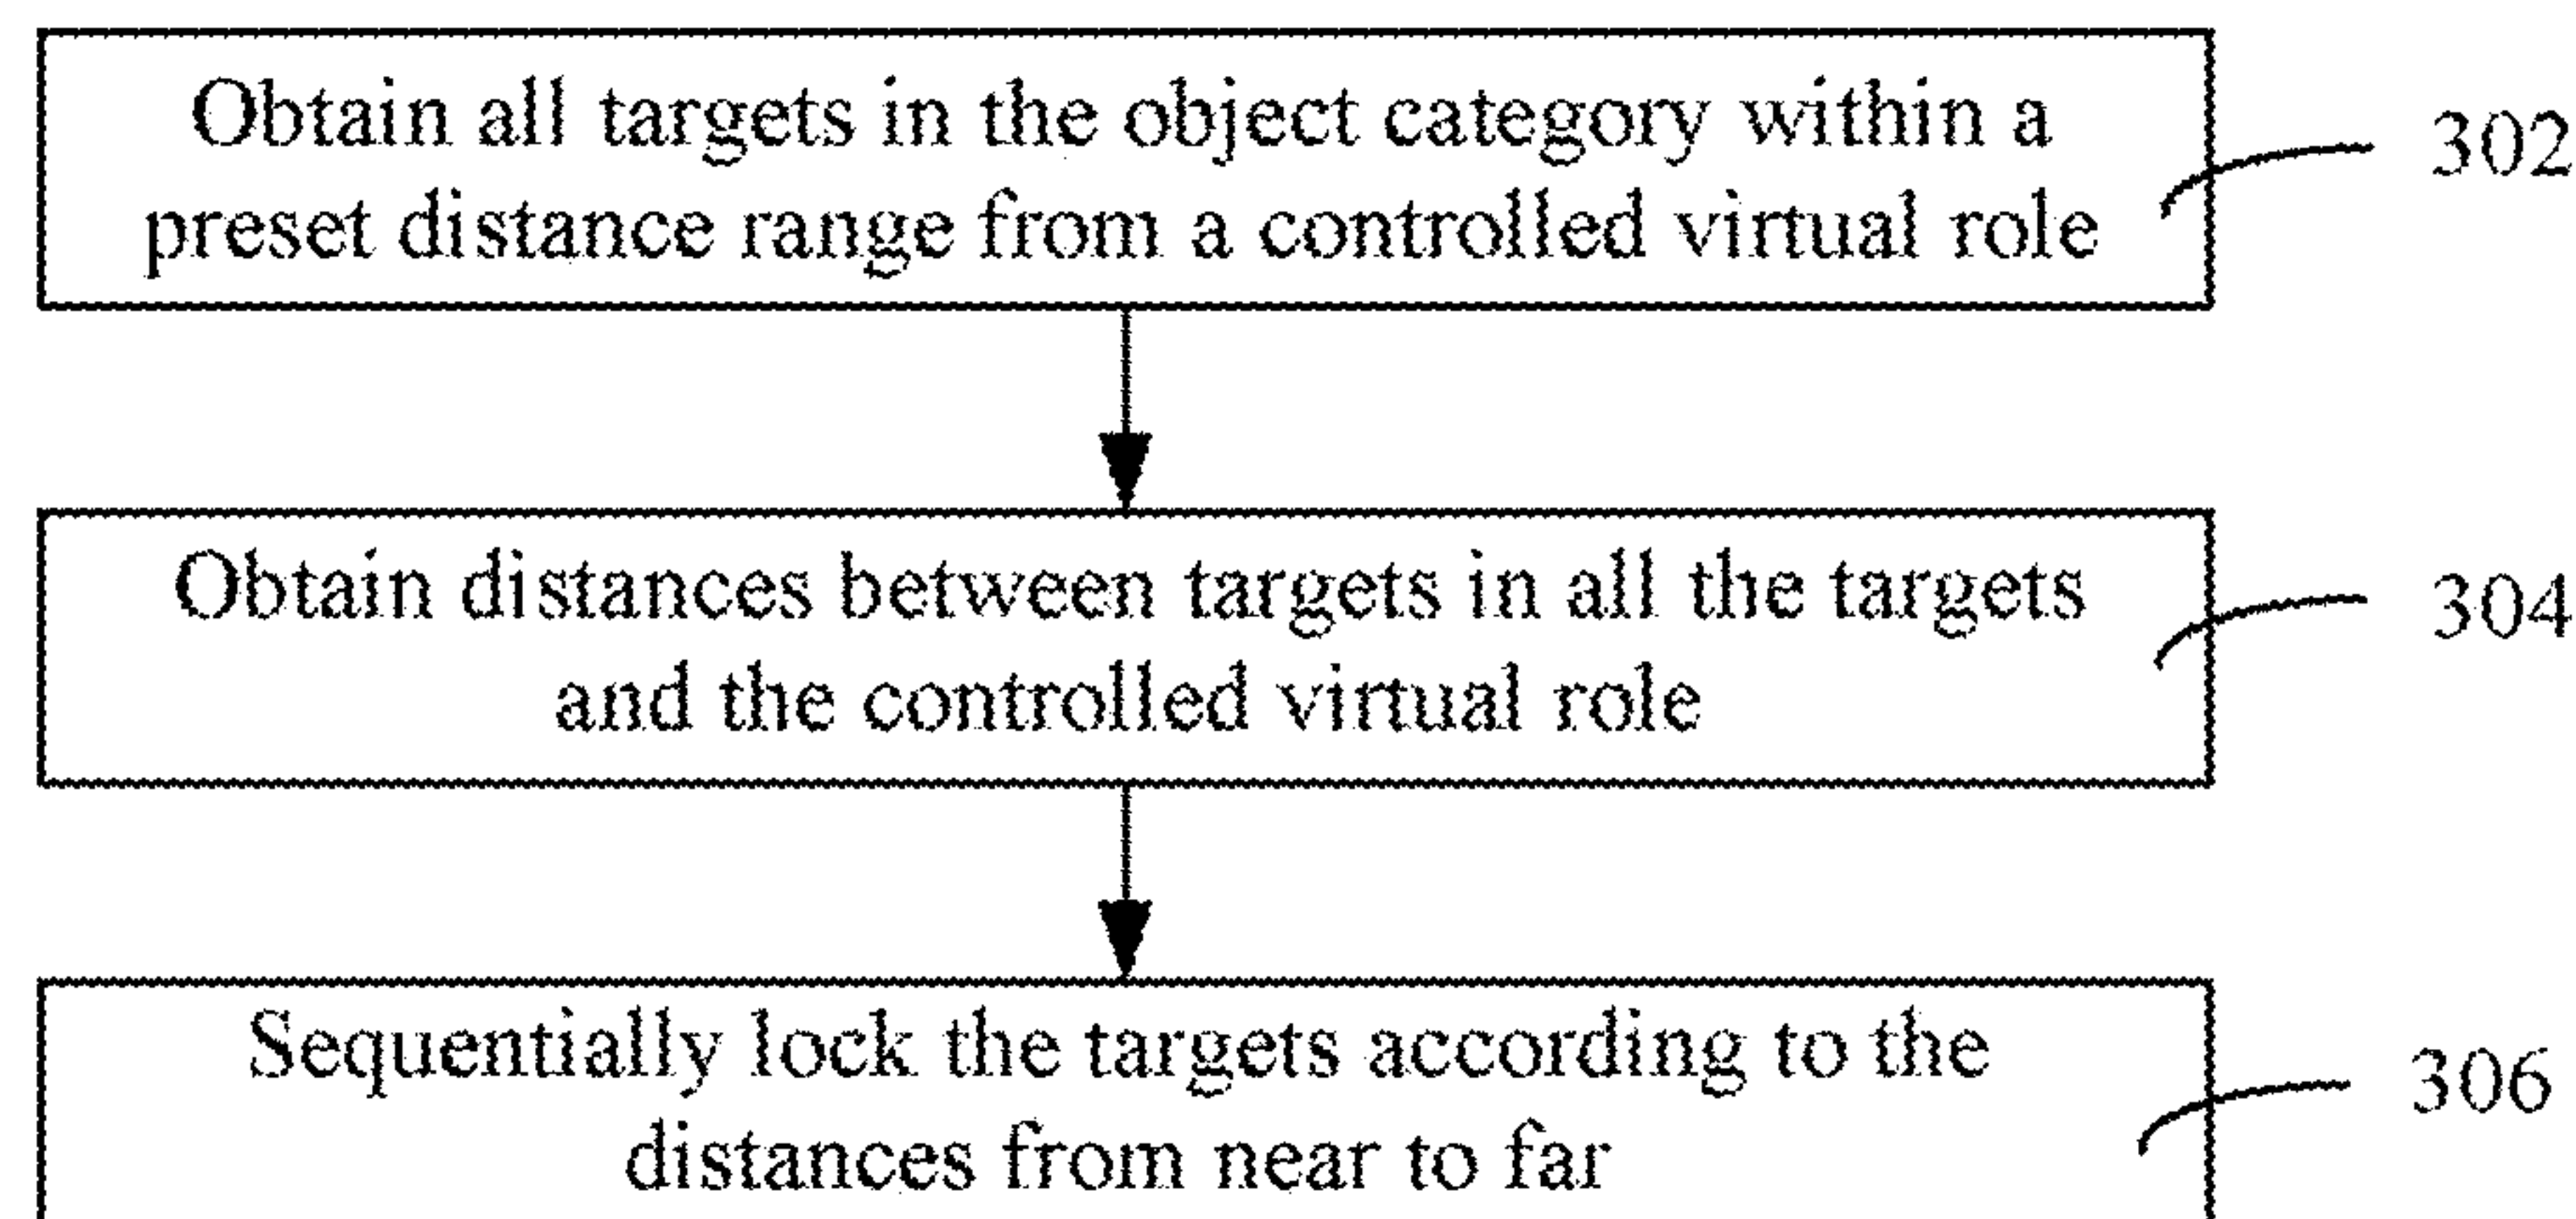 Obtain all targets in the object category within a
preset distance range from a controlled virtual role
302
Obtain distances between targets in all the targets
and the controlled virtual role
304
Sequentially lock the targets according to the
distances from near to far
306